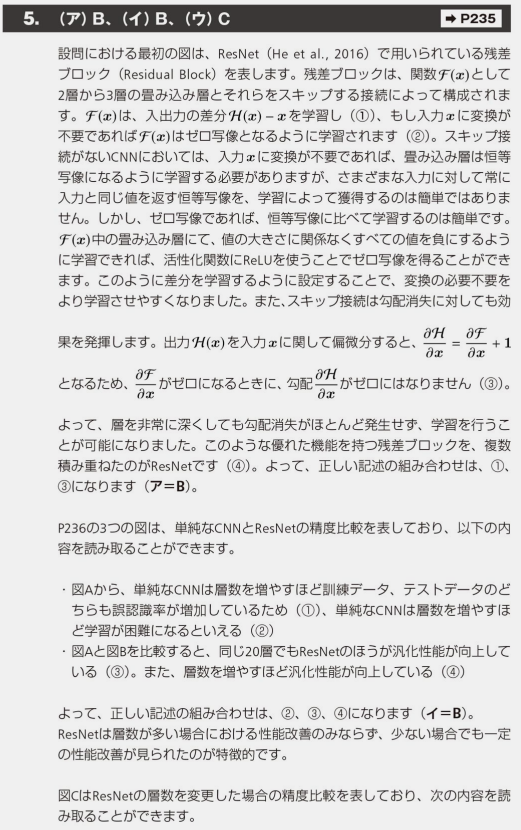 5. (ア) B、(イ) B、(ウ) C
➡ P235
設問における最初の図は、ResNet（He et al., 2016）で用いられている残差
ブロック（Residual Block）を表します。残差ブロックは、関数𝓕(x)として
2層から3層の畳み込み層とそれらをスキップする接続によって構成されま
す。𝓕(x)は、入出力の差分𝓗(x) − xを学習し（①）、もし入力xに変換が
不要であれば𝓕(x)はゼロ写像となるように学習されます（②）。スキップ接
続がないCNNにおいては、入力xに変換が不要であれば、畳み込み層は恒等
写像になるように学習する必要がありますが、さまざまな入力に対して常に
入力と同じ値を返す恒等写像を、学習によって獲得するのは簡単ではありま
せん。しかし、ゼロ写像であれば、恒等写像に比べて学習するのは簡単です。
𝓕(x)中の畳み込み層にて、値の大きさに関係なくすべての値を負にするよう
に学習できれば、活性化関数にReLUを使うことでゼロ写像を得ることができ
ます。このように差分を学習するように設定することで、変換の必要不要を
より学習させやすくなりました。また、スキップ接続は勾配消失に対しても効
果を発揮します。出力𝓗(x)を入力xに関して偏微分すると、∂𝓗/∂x = ∂𝓕/∂x + 1
となるため、∂𝓕/∂xがゼロになるときに、勾配∂𝓗/∂xがゼロにはなりません（③）。
よって、層を非常に深くしても勾配消失がほとんど発生せず、学習を行うこ
とが可能になりました。このような優れた機能を持つ残差ブロックを、複数
積み重ねたのがResNetです（④）。よって、正しい記述の組み合わせは、①、
③になります（ア＝B）。
P236の3つの図は、単純なCNNとResNetの精度比較を表しており、以下の内
容を読み取ることができます。
・図Aから、単純なCNNは層数を増やすほど訓練データ、テストデータのど
ちらも誤認識率が増加しているため（①）、単純なCNNは層数を増やすほ
ど学習が困難になるといえる（②）
・図Aと図Bを比較すると、同じ20層でもResNetのほうが汎化性能が向上して
いる（③）。また、層数を増やすほど汎化性能が向上している（④）
よって、正しい記述の組み合わせは、②、③、④になります（イ＝B）。
ResNetは層数が多い場合における性能改善のみならず、少ない場合でも一定
の性能改善が見られたのが特徴的です。
図CはResNetの層数を変更した場合の精度比較を表しており、次の内容を読
み取ることができます。